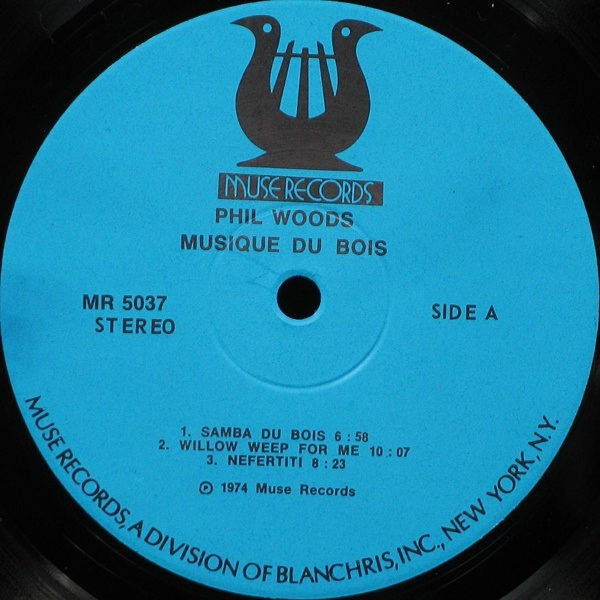 MUSE RECORDS
PHIL WOODS
MUSIQUE DU BOIS
MR 5037
STEREO
SIDE A
1. SAMBA DU BOIS 6:58
2. WILLOW WEEP FOR ME 10:07
3. NEFERTITI 8:23
℗ 1974 Muse Records
MUSE RECORDS, A DIVISION OF BLANCHRIS, INC., NEW YORK, N.Y.